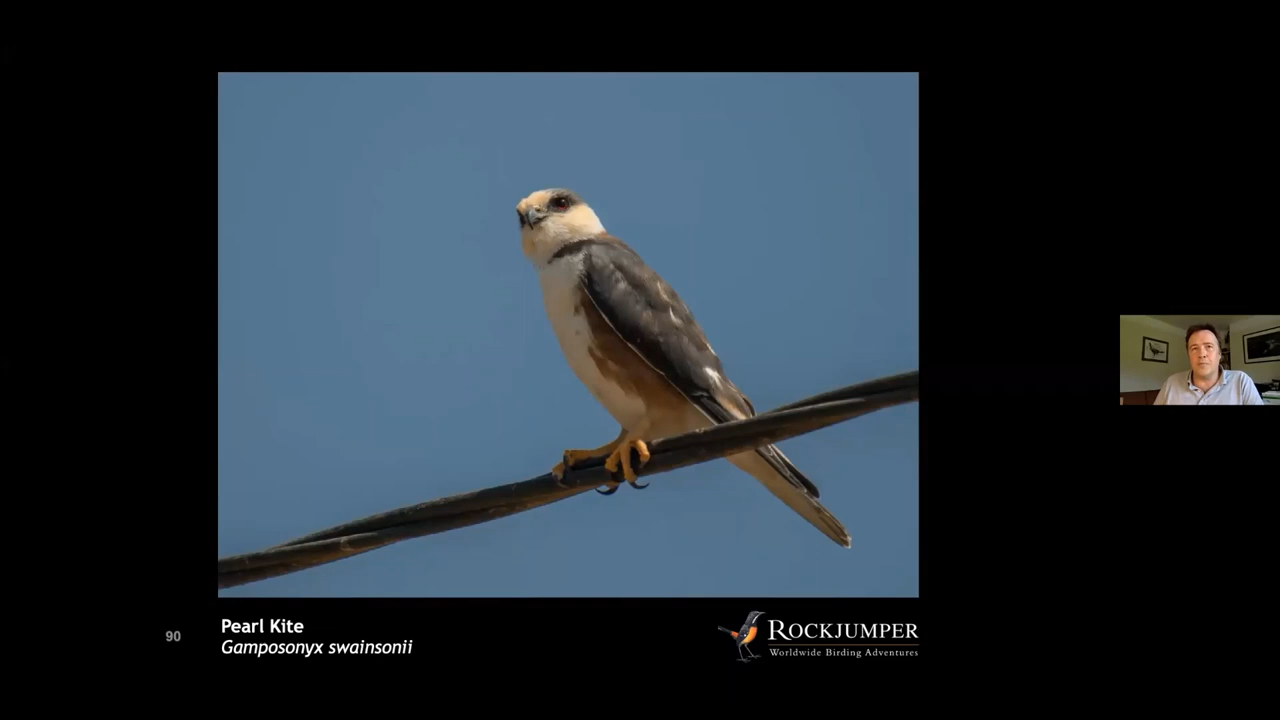 90
Pearl Kite
Gamposonyx swainsonii
ROCKJUMPER
Worldwide Birding Adventures